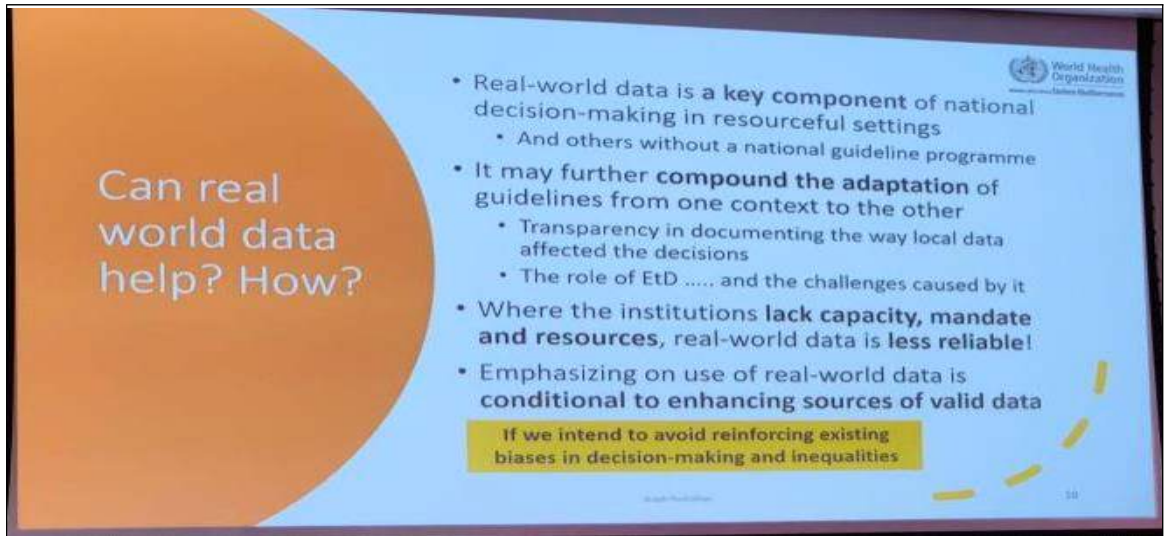 World Health
Organization
Eastern Mediterranean
Can real
world data
help? How?
• Real-world data is a key component of national
decision-making in resourceful settings
• And others without a national guideline programme
• It may further compound the adaptation of
guidelines from one context to the other
• Transparency in documenting the way local data
affected the decisions
• The role of EtD ..... and the challenges caused by it
• Where the institutions lack capacity, mandate
and resources, real-world data is less reliable!
• Emphasizing on use of real-world data is
conditional to enhancing sources of valid data
If we intend to avoid reinforcing existing
biases in decision-making and inequalities
10